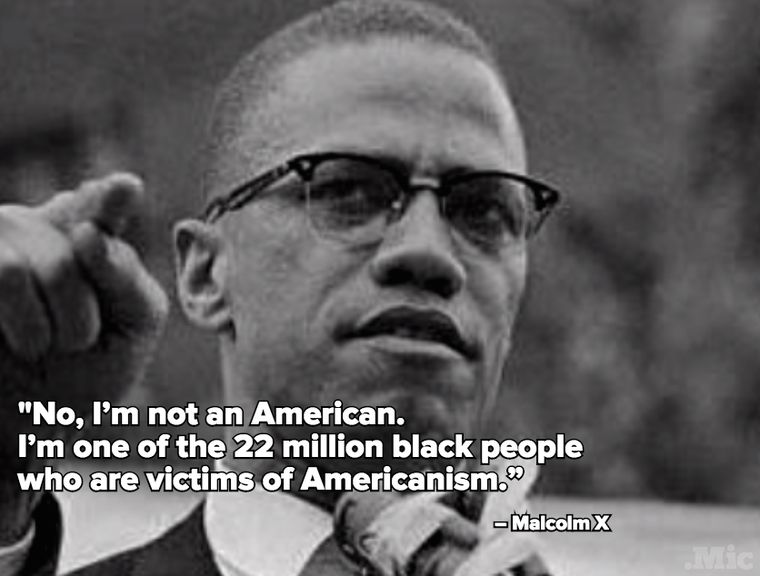 "No, I’m not an American.
I’m one of the 22 million black people
who are victims of Americanism.”
– Malcolm X
.Mic